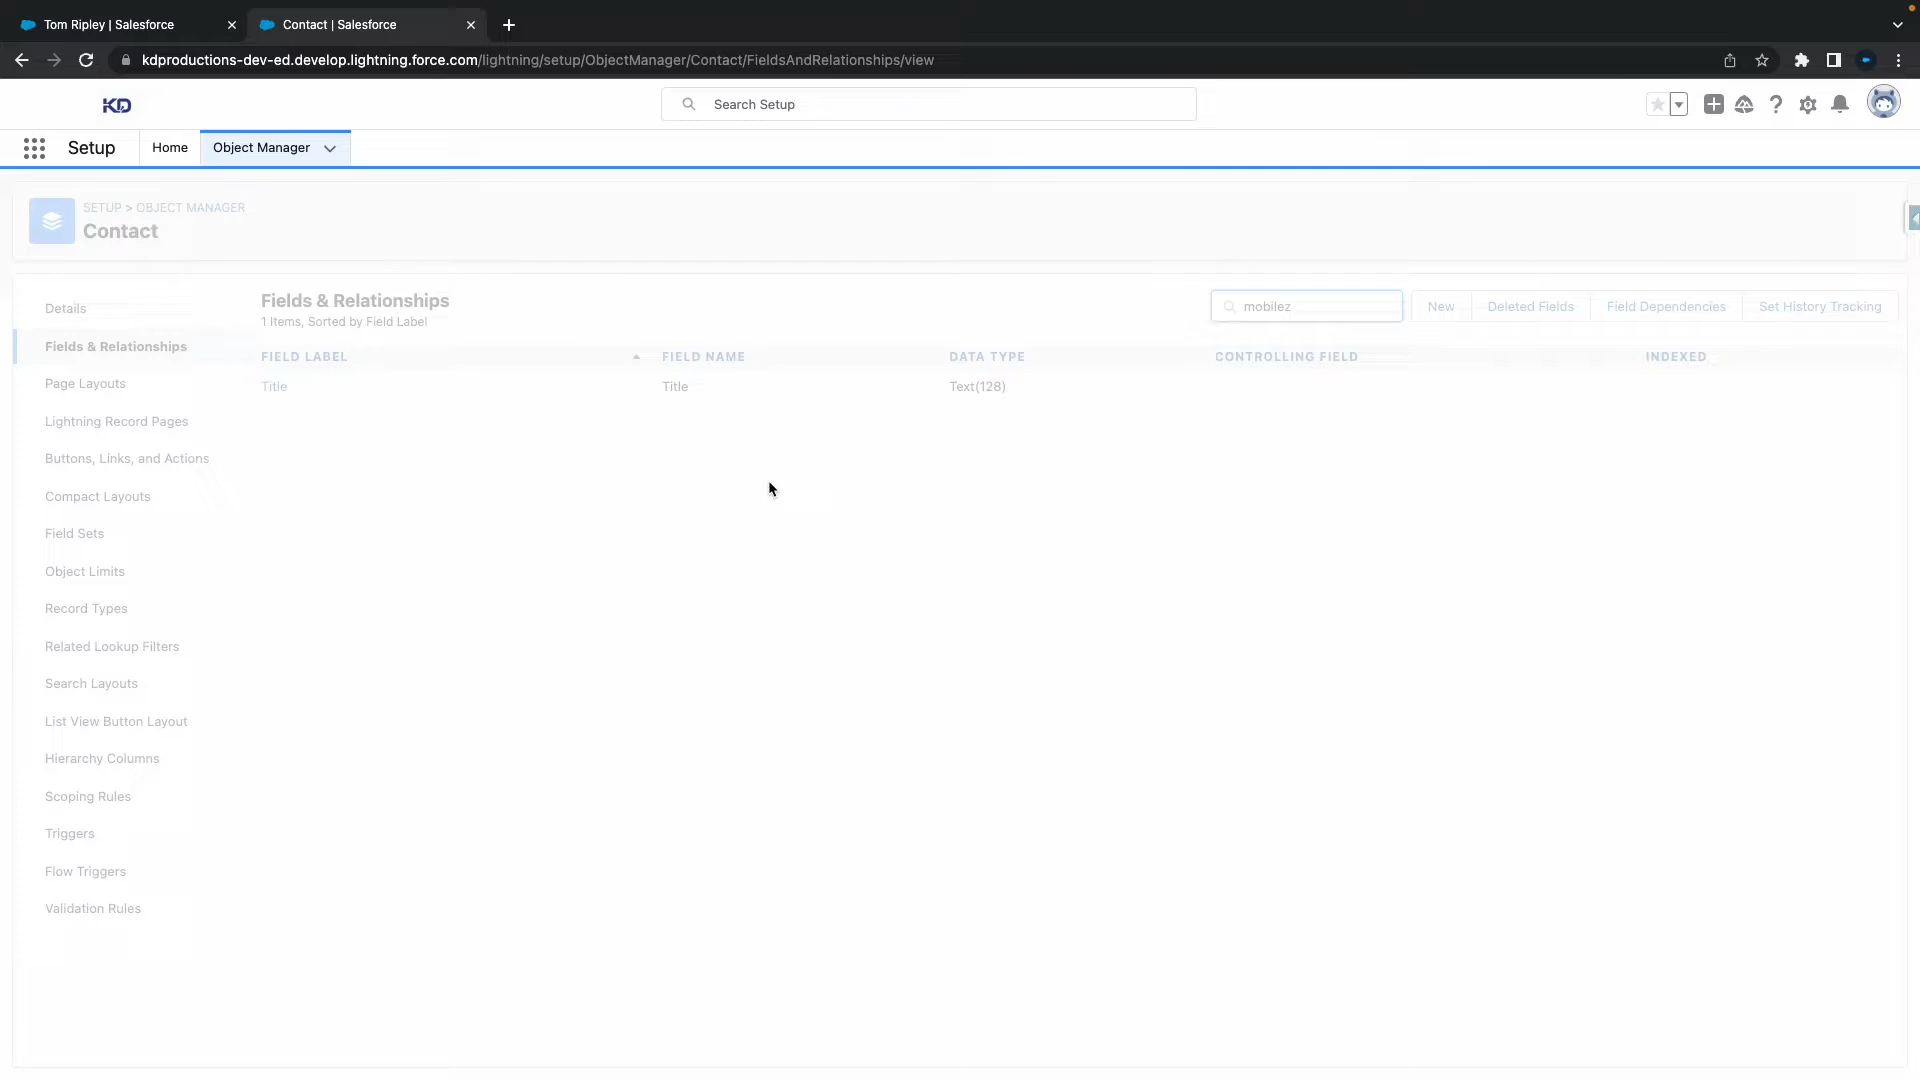 Tom Ripley | Salesforce
Contact | Salesforce
kdproductions-dev-ed.develop.lightning.force.com/lightning/setup/ObjectManager/Contact/FieldsAndRelationships/view
KD
Search Setup
Setup
Home
Object Manager
SETUP > OBJECT MANAGER
Contact
Details
Fields & Relationships
Page Layouts
Lightning Record Pages
Buttons, Links, and Actions
Compact Layouts
Field Sets
Object Limits
Record Types
Related Lookup Filters
Search Layouts
List View Button Layout
Hierarchy Columns
Scoping Rules
Triggers
Flow Triggers
Validation Rules
Fields & Relationships
1 Items, Sorted by Field Label
mobilez
New
Deleted Fields
Field Dependencies
Set History Tracking
FIELD LABEL
FIELD NAME
DATA TYPE
CONTROLLING FIELD
INDEXED
Title
Title
Text(128)